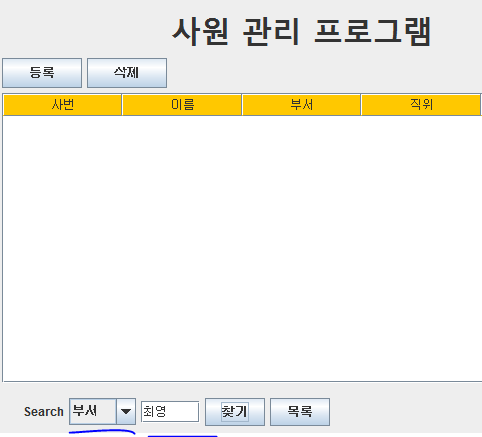 사원 관리 프로그램
등록 삭제
사번 이름 부서 직위
Search 부서 최영 찾기 목록